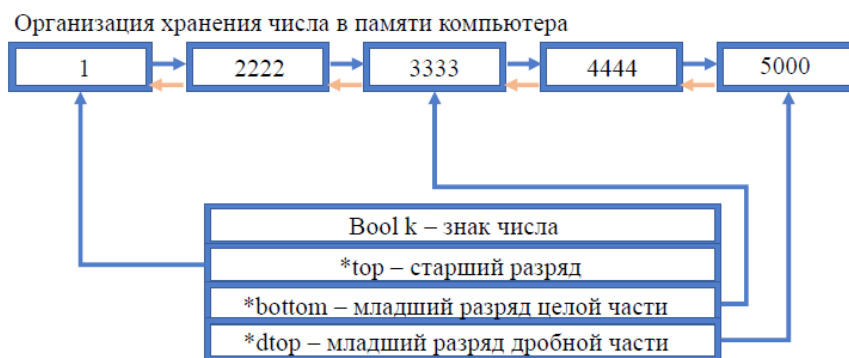 Организация хранения числа в памяти компьютера
1 2222 3333 4444 5000
Bool k – знак числа
*top – старший разряд
*bottom – младший разряд целой части
*dtop – младший разряд дробной части